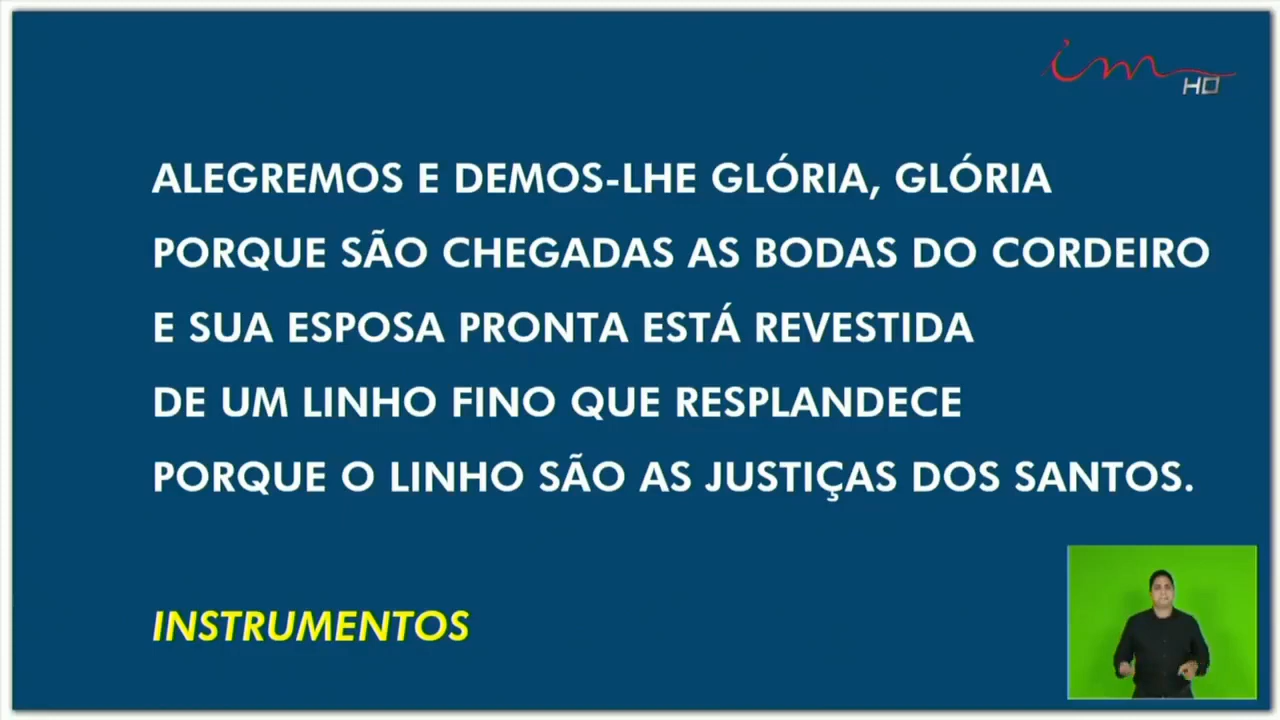 im
HD
ALEGREMOS E DEMOS-LHE GLÓRIA, GLÓRIA
PORQUE SÃO CHEGADAS AS BODAS DO CORDEIRO
E SUA ESPOSA PRONTA ESTÁ REVESTIDA
DE UM LINHO FINO QUE RESPLANDECE
PORQUE O LINHO SÃO AS JUSTIÇAS DOS SANTOS.
INSTRUMENTOS